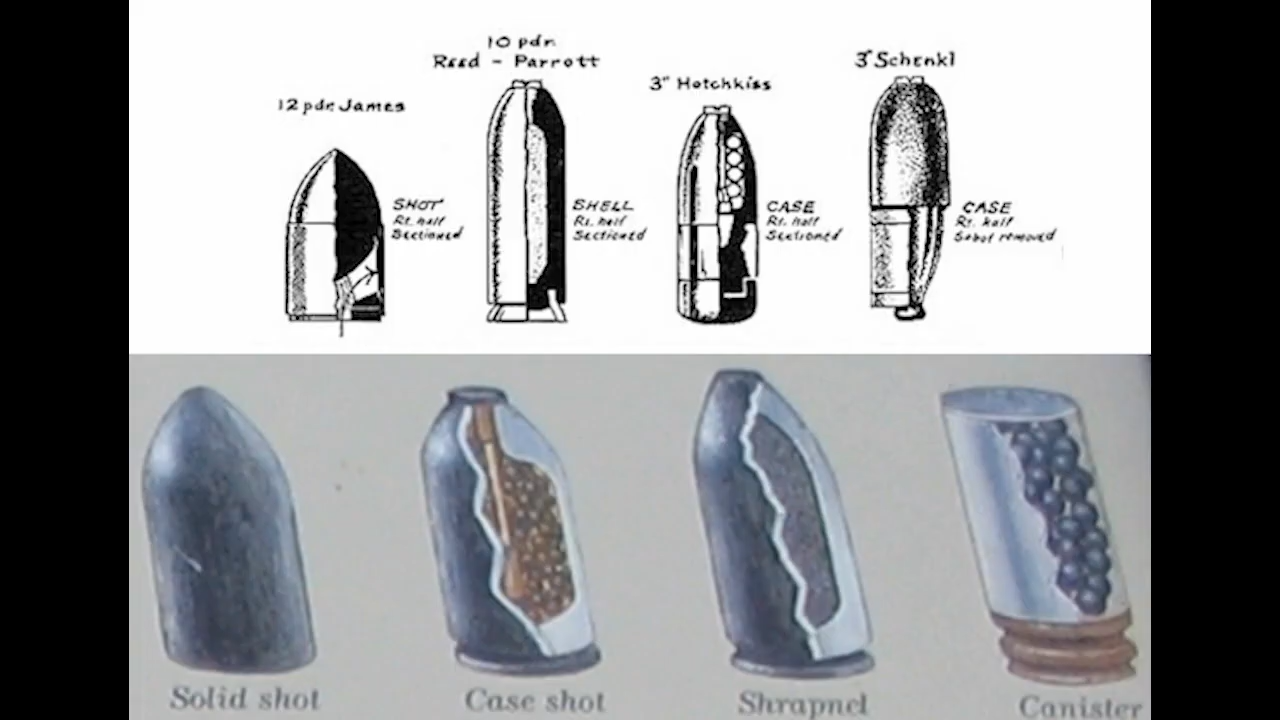 10 pdr.
Reed - Parrott
3" Schenkl
3" Hotchkiss
12 pdr. James
SHOT
Rt. half
Sectioned
SHELL
Rt. half
Sectioned
CASE
Rt. half
Sectioned
CASE
Rt. half
Sabot removed
Solid shot
Case shot
Shrapnel
Canister